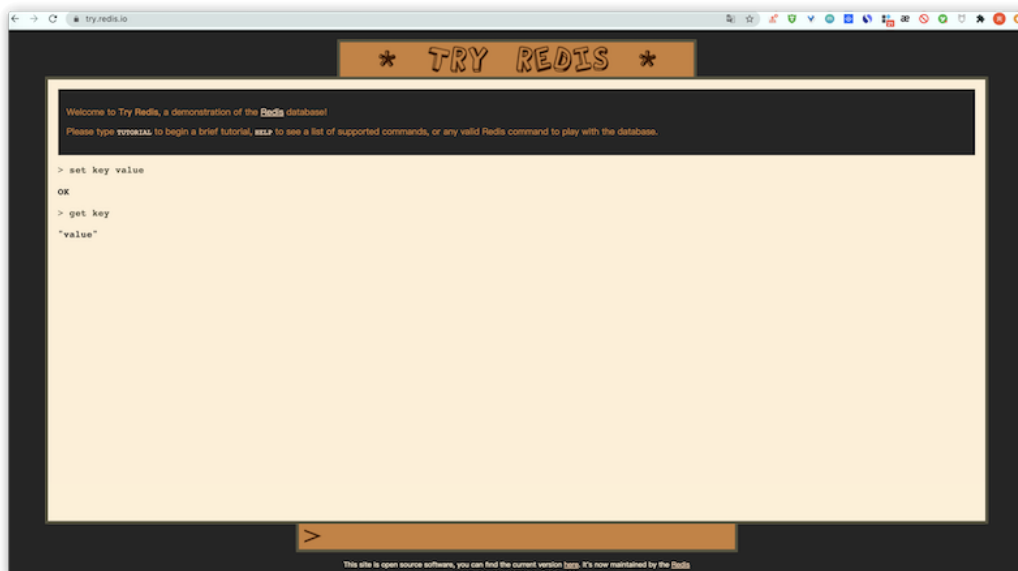 try.redis.io
* TRY REDIS *
Welcome to Try Redis, a demonstration of the Redis database!
Please type TUTORIAL to begin a brief tutorial, HELP to see a list of supported commands, or any valid Redis command to play with the database.
> set key value
OK
> get key
"value"
>
This site is open source software, you can find the current version here. It's now maintained by the Redis